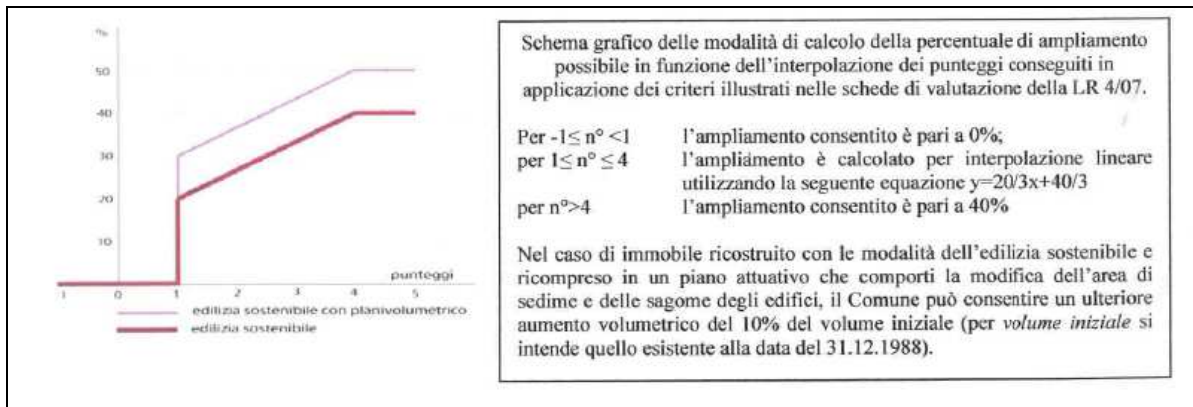 %
50
40
30
20
10
punteggi
1 0 1 2 3 4 5
edilizia sostenibile con planivolumetrico
edilizia sostenibile
Schema grafico delle modalità di calcolo della percentuale di ampliamento
possibile in funzione dell'interpolazione dei punteggi conseguiti in
applicazione dei criteri illustrati nelle schede di valutazione della LR 4/07.
Per -1≤ n° <1 l'ampliamento consentito è pari a 0%;
per 1≤ n° ≤ 4 l'ampliamento è calcolato per interpolazione lineare
utilizzando la seguente equazione y=20/3x+40/3
per n°>4 l'ampliamento consentito è pari a 40%
Nel caso di immobile ricostruito con le modalità dell'edilizia sostenibile e
ricompreso in un piano attuativo che comporti la modifica dell'area di
sedime e delle sagome degli edifici, il Comune può consentire un ulteriore
aumento volumetrico del 10% del volume iniziale (per volume iniziale si
intende quello esistente alla data del 31.12.1988).